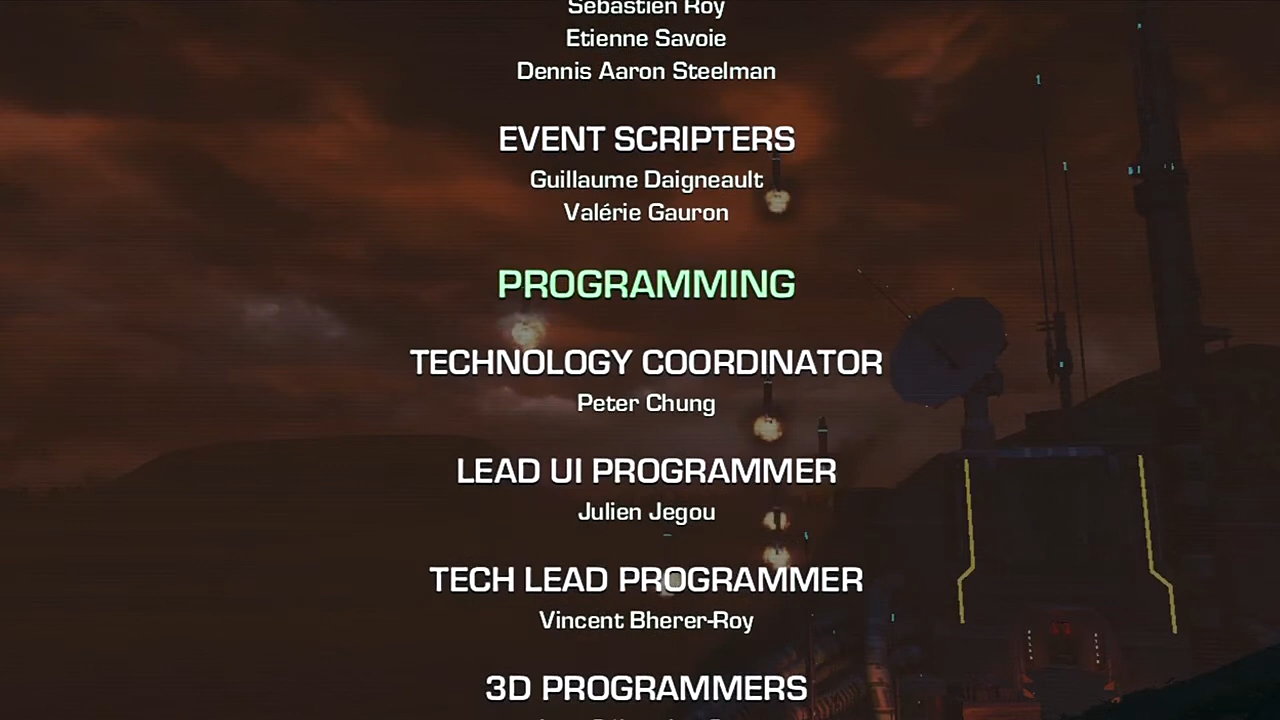 Sebastien Roy
Etienne Savoie
Dennis Aaron Steelman
EVENT SCRIPTERS
Guillaume Daigneault
Valérie Gauron
PROGRAMMING
TECHNOLOGY COORDINATOR
Peter Chung
LEAD UI PROGRAMMER
Julien Jegou
TECH LEAD PROGRAMMER
Vincent Bherer-Roy
3D PROGRAMMERS